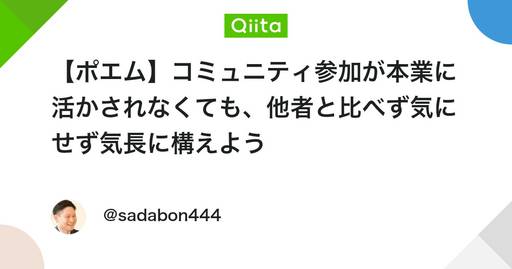 Qiita
【ポエム】コミュニティ参加が本業に
活かされなくても、他者と比べず気に
せず気長に構えよう
@sadabon444